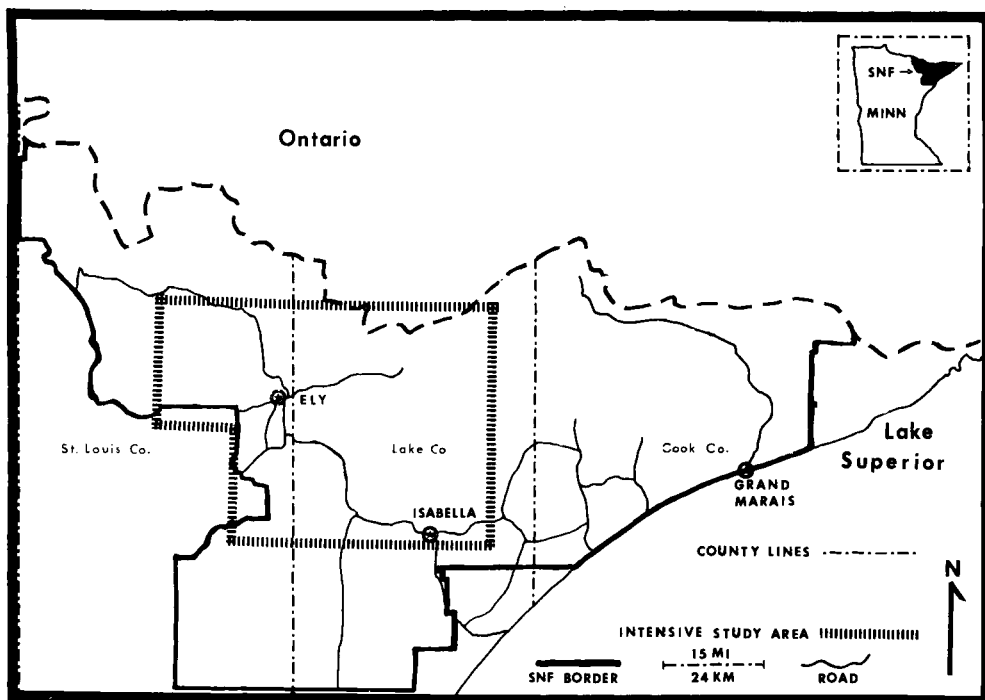 SNF→
MINN
Ontario
ELY
St. Louis Co.
Lake Co
Cook Co.
Lake
Superior
GRAND
MARAIS
ISABELLA
COUNTY LINES
N
INTENSIVE STUDY AREA
15 MI
24 KM
SNF BORDER
ROAD